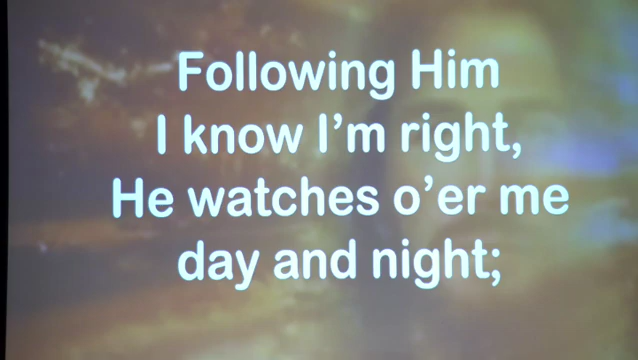 Following Him
I know I’m right,
He watches o’er me
day and night;